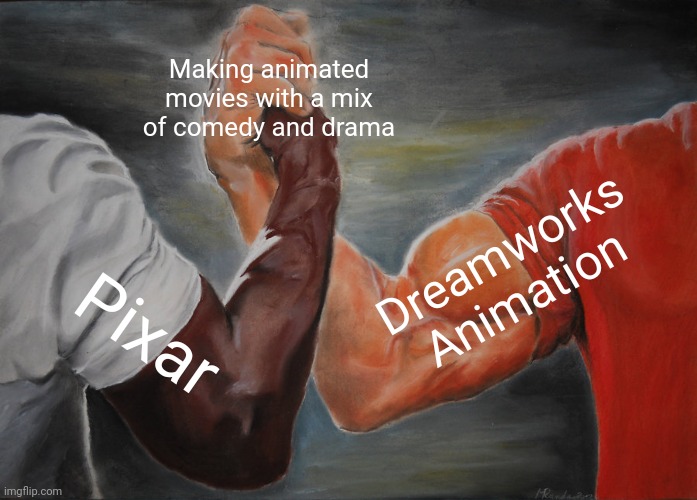 Making animated
movies with a mix
of comedy and drama
Pixar
Dreamworks
Animation
imgflip.com